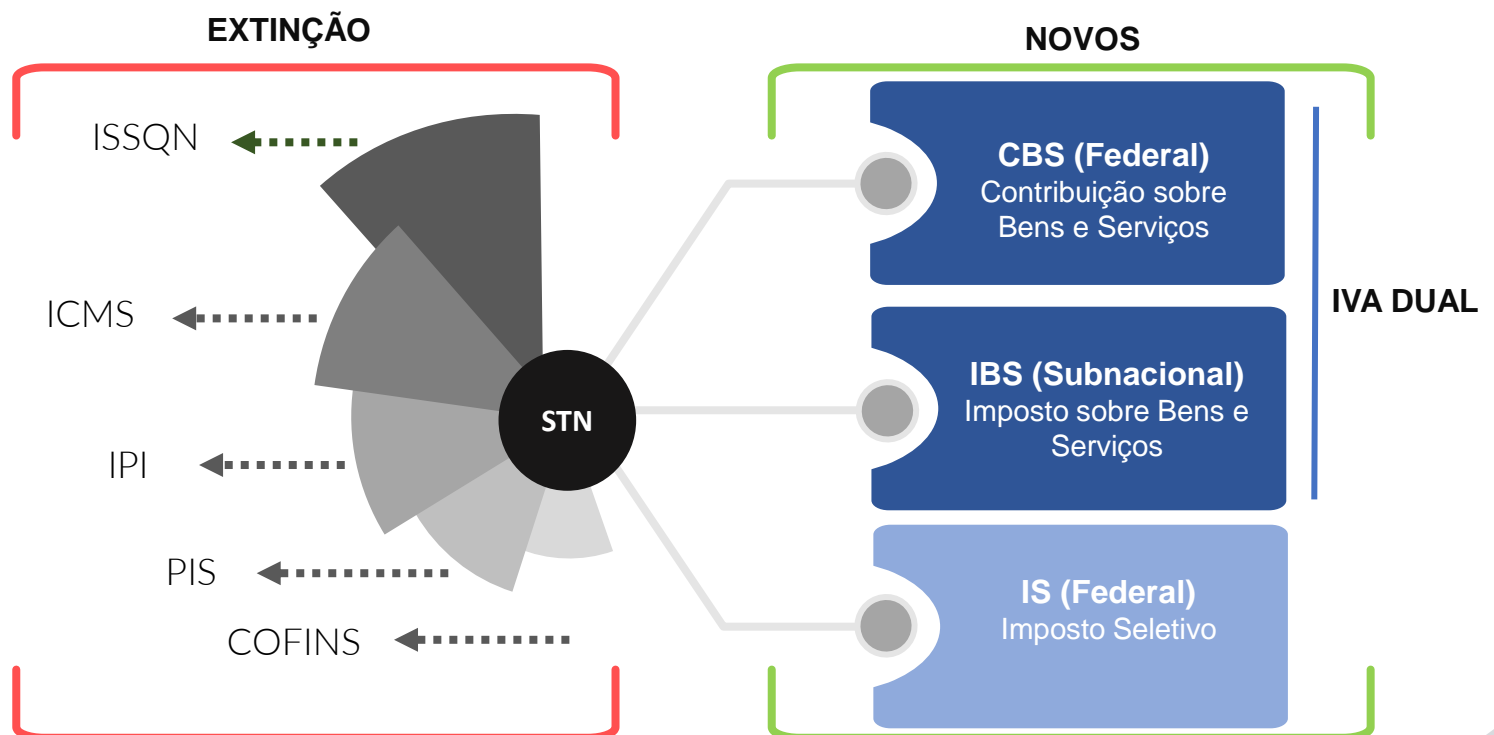 EXTINÇÃO
ISSQN
ICMS
IPI
PIS
COFINS
STN
NOVOS
CBS (Federal)
Contribuição sobre
Bens e Serviços
IBS (Subnacional)
Imposto sobre Bens e
Serviços
IS (Federal)
Imposto Seletivo
IVA DUAL